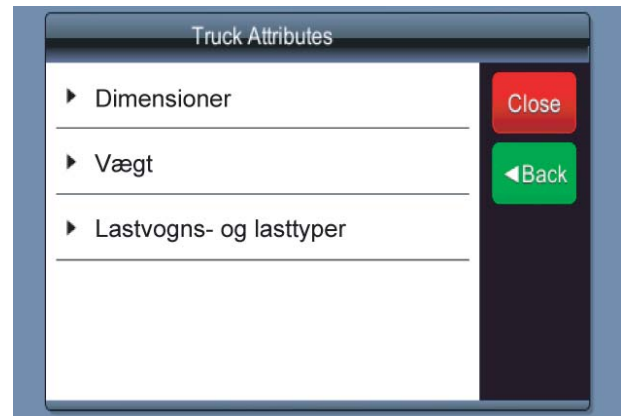 Truck Attributes
Dimensioner
Close
Vægt
◀Back
Lastvogns- og lasttyper